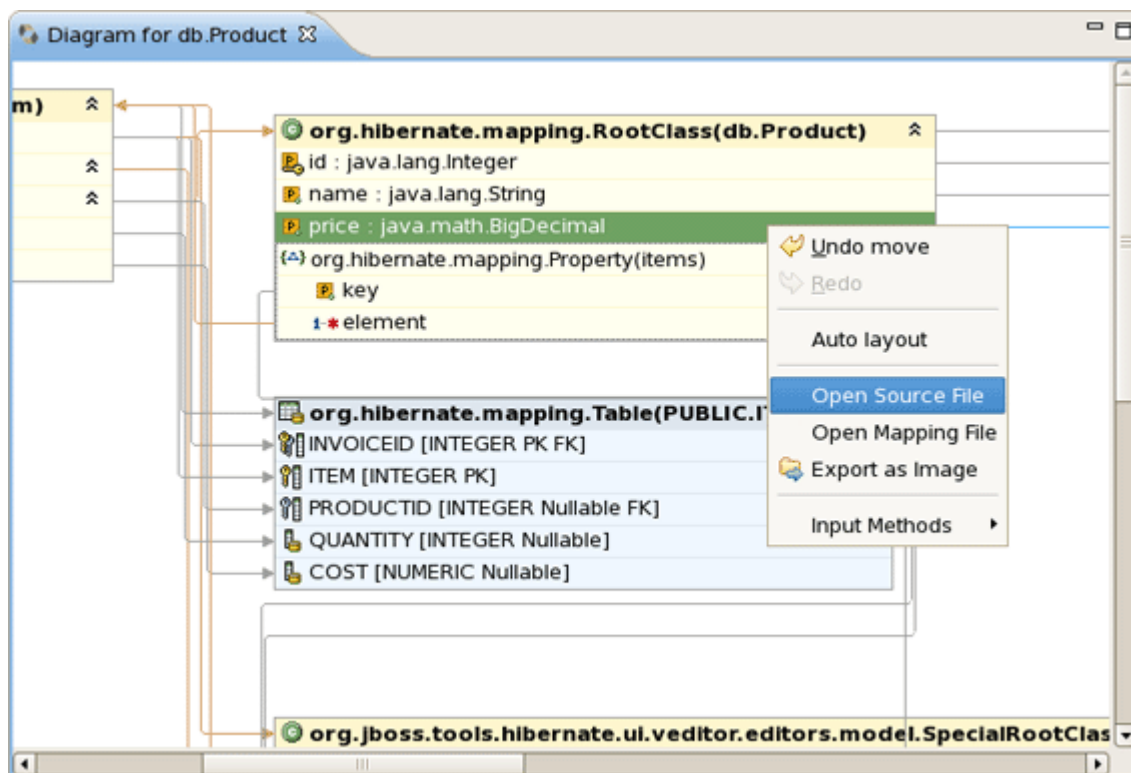 Diagram for db.Product
m)
org.hibernate.mapping.RootClass(db.Product)
id : java.lang.Integer
name : java.lang.String
price : java.math.BigDecimal
org.hibernate.mapping.Property(items)
key
1-* element
Undo move
Redo
Auto layout
Open Source File
Open Mapping File
Export as Image
Input Methods
org.hibernate.mapping.Table(PUBLIC.I
INVOICEID [INTEGER PK FK]
ITEM [INTEGER PK]
PRODUCTID [INTEGER Nullable FK]
QUANTITY [INTEGER Nullable]
COST [NUMERIC Nullable]
org.jboss.tools.hibernate.ui.veditor.editors.model.SpecialRootClas